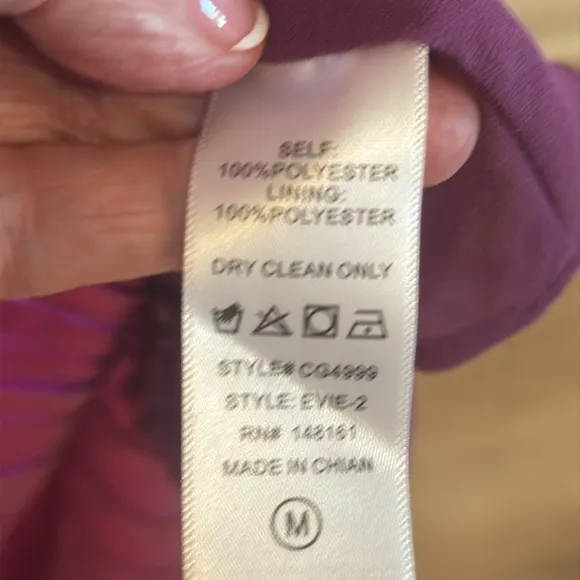 SELF:
100%POLYESTER
LINING:
100%POLYESTER
DRY CLEAN ONLY
STYLE# CG4999
STYLE: EVIE-2
RN# 148161
MADE IN CHIAN
M